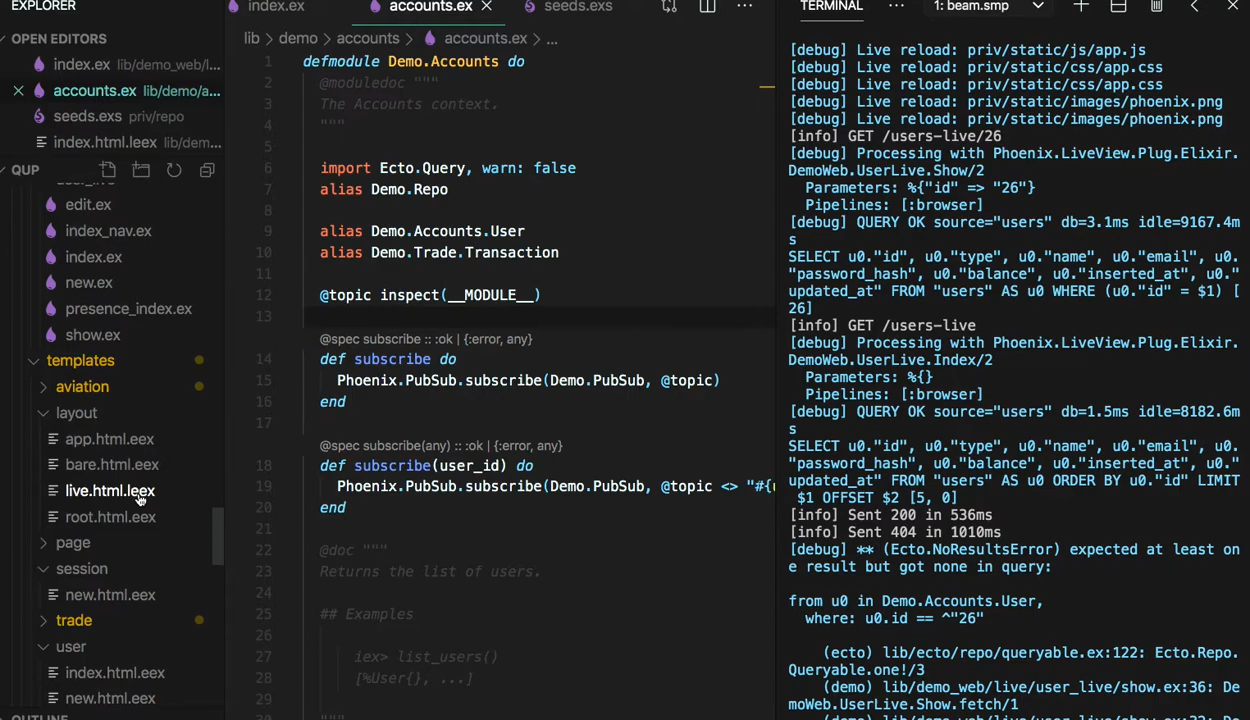 EXPLORER
OPEN EDITORS
index.ex lib/demo_web/l...
accounts.ex lib/demo/a...
seeds.exs priv/repo
index.html.leex lib/dem...
QUP
user_live
edit.ex
index_nav.ex
index.ex
new.ex
presence_index.ex
show.ex
templates
aviation
layout
app.html.eex
bare.html.eex
live.html.leex
root.html.eex
page
session
new.html.eex
trade
user
index.html.eex
new.html.eex
OUTLINE
index.ex
accounts.ex
seeds.exs
lib > demo > accounts > accounts.ex > ...
1 defmodule Demo.Accounts do
2 @moduledoc """
3 The Accounts context.
4 """
5
6 import Ecto.Query, warn: false
7 alias Demo.Repo
8
9 alias Demo.Accounts.User
10 alias Demo.Trade.Transaction
11
12 @topic inspect(__MODULE__)
13
@spec subscribe :: :ok | {:error, any}
14 def subscribe do
15 Phoenix.PubSub.subscribe(Demo.PubSub, @topic)
16 end
17
@spec subscribe(any) :: :ok | {:error, any}
18 def subscribe(user_id) do
19 Phoenix.PubSub.subscribe(Demo.PubSub, @topic <> "#{u
20 end
21
22 @doc """
23 Returns the list of users.
24
25 ## Examples
26
27 iex> list_users()
28 [%User{}, ...]
29
"""
TERMINAL ... 1: beam.smp
[debug] Live reload: priv/static/js/app.js
[debug] Live reload: priv/static/css/app.css
[debug] Live reload: priv/static/css/app.css
[debug] Live reload: priv/static/images/phoenix.png
[debug] Live reload: priv/static/images/phoenix.png
[info] GET /users-live/26
[debug] Processing with Phoenix.LiveView.Plug.Elixir.
DemoWeb.UserLive.Show/2
Parameters: %{"id" => "26"}
Pipelines: [:browser]
[debug] QUERY OK source="users" db=3.1ms idle=9167.4m
s
SELECT u0."id", u0."type", u0."name", u0."email", u0.
"password_hash", u0."balance", u0."inserted_at", u0."
updated_at" FROM "users" AS u0 WHERE (u0."id" = $1) [
26]
[info] GET /users-live
[debug] Processing with Phoenix.LiveView.Plug.Elixir.
DemoWeb.UserLive.Index/2
Parameters: %{}
Pipelines: [:browser]
[debug] QUERY OK source="users" db=1.5ms idle=8182.6m
s
SELECT u0."id", u0."type", u0."name", u0."email", u0.
"password_hash", u0."balance", u0."inserted_at", u0."
updated_at" FROM "users" AS u0 ORDER BY u0."id" LIMIT
$1 OFFSET $2 [5, 0]
[info] Sent 200 in 536ms
[info] Sent 404 in 1010ms
[debug] ** (Ecto.NoResultsError) expected at least on
e result but got none in query:
from u0 in Demo.Accounts.User,
where: u0.id == ^"26"
(ecto) lib/ecto/repo/queryable.ex:122: Ecto.Repo.
Queryable.one!/3
(demo) lib/demo_web/live/user_live/show.ex:36: De
moWeb.UserLive.Show.fetch/1